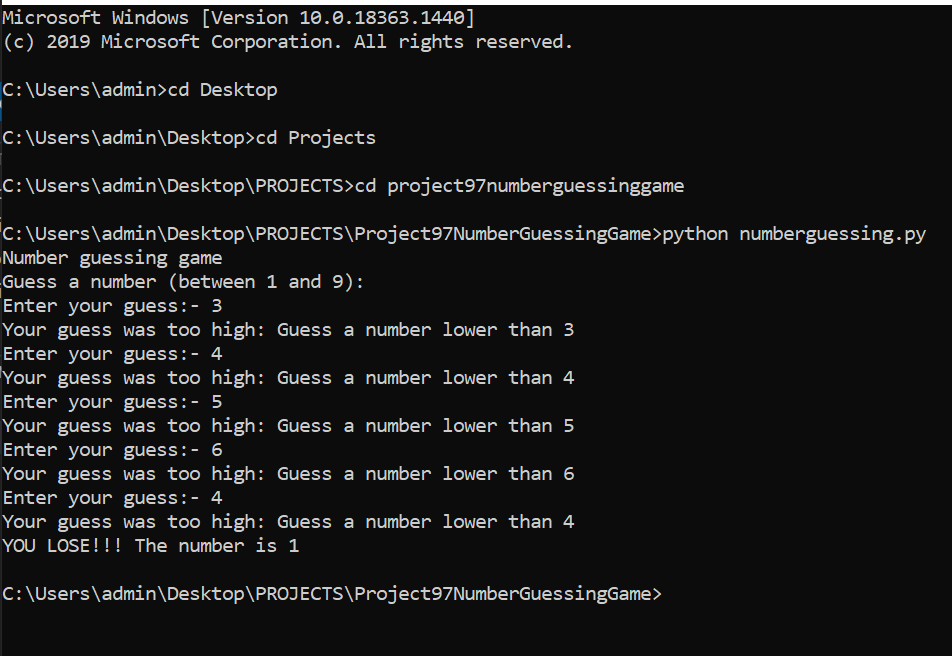 Microsoft Windows [Version 10.0.18363.1440]
(c) 2019 Microsoft Corporation. All rights reserved.
C:\Users\admin>cd Desktop
C:\Users\admin\Desktop>cd Projects
C:\Users\admin\Desktop\PROJECTS>cd project97numberguessinggame
C:\Users\admin\Desktop\PROJECTS\Project97NumberGuessingGame>python numberguessing.py
Number guessing game
Guess a number (between 1 and 9):
Enter your guess:- 3
Your guess was too high: Guess a number lower than 3
Enter your guess:- 4
Your guess was too high: Guess a number lower than 4
Enter your guess:- 5
Your guess was too high: Guess a number lower than 5
Enter your guess:- 6
Your guess was too high: Guess a number lower than 6
Enter your guess:- 4
Your guess was too high: Guess a number lower than 4
YOU LOSE!!! The number is 1
C:\Users\admin\Desktop\PROJECTS\Project97NumberGuessingGame>